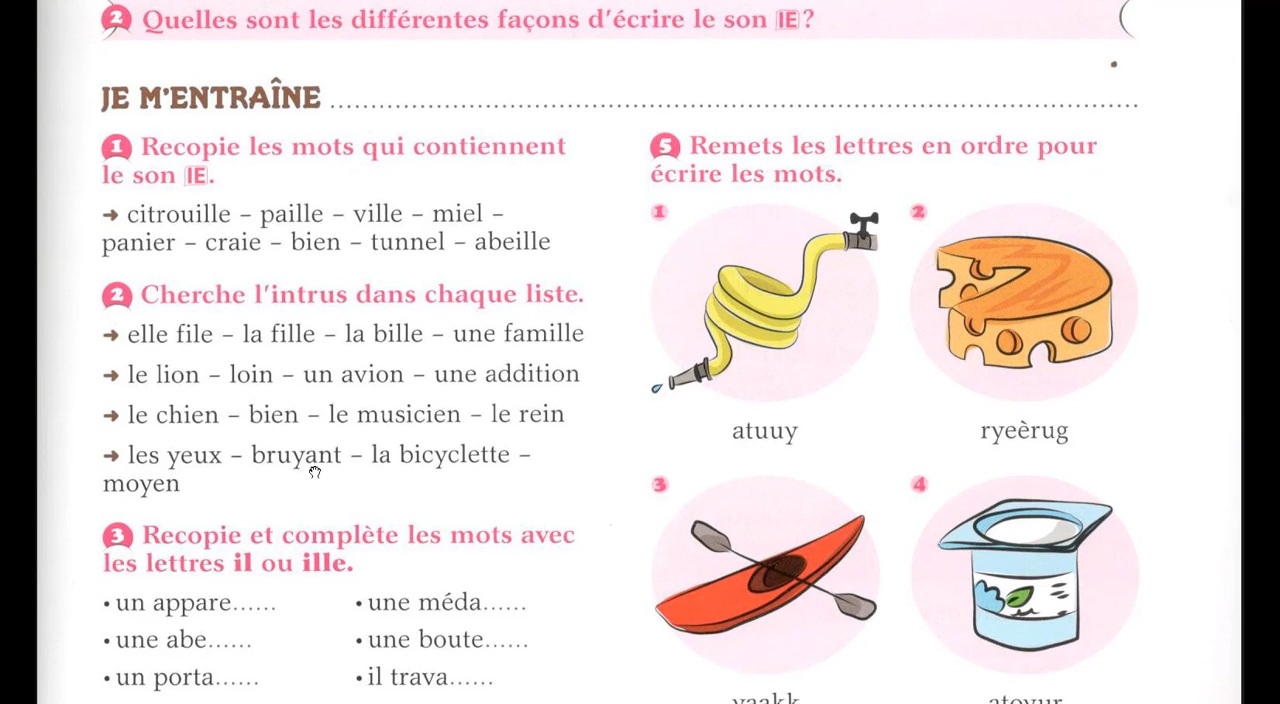 2 Quelles sont les différentes façons d'écrire le son IE ?
JE M'ENTRAÎNE
1 Recopie les mots qui contiennent
le son IE.
➜ citrouille – paille – ville – miel –
panier – craie – bien – tunnel – abeille
2 Cherche l'intrus dans chaque liste.
➜ elle file – la fille – la bille – une famille
➜ le lion – loin – un avion – une addition
➜ le chien – bien – le musicien – le rein
➜ les yeux – bruyant – la bicyclette –
moyen
3 Recopie et complète les mots avec
les lettres il ou ille.
• un appare...... • une méda......
• une abe...... • une boute......
• un porta...... • il trava......
5 Remets les lettres en ordre pour
écrire les mots.
1 2
atuuy ryeèrug
3 4
yaakk atoyur